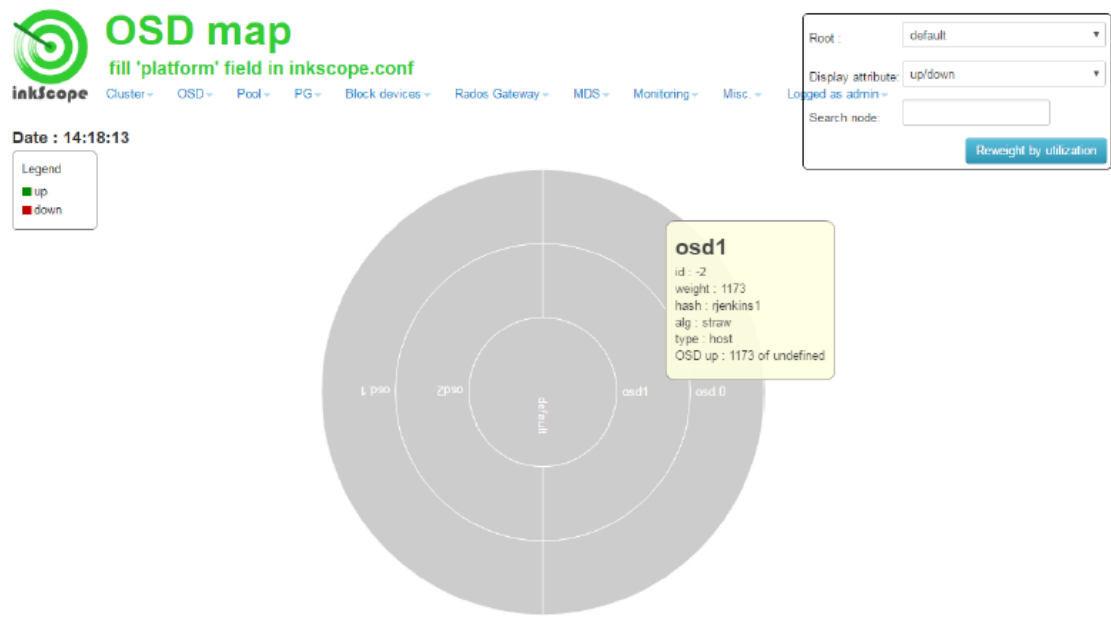 OSD map
fill 'platform' field in inkscope.conf
inkScope
Cluster OSD Pool PG Block devices Rados Gateway MDS Monitoring Misc. Logged as admin
Root : default
Display attribute: up/down
Search node:
Reweight by utilization
Date : 14:18:13
Legend
up
down
osd1
id : -2
weight : 1173
hash : rjenkins1
alg : straw
type : host
OSD up : 1173 of undefined
osd.1 osd2 default osd1 osd.0